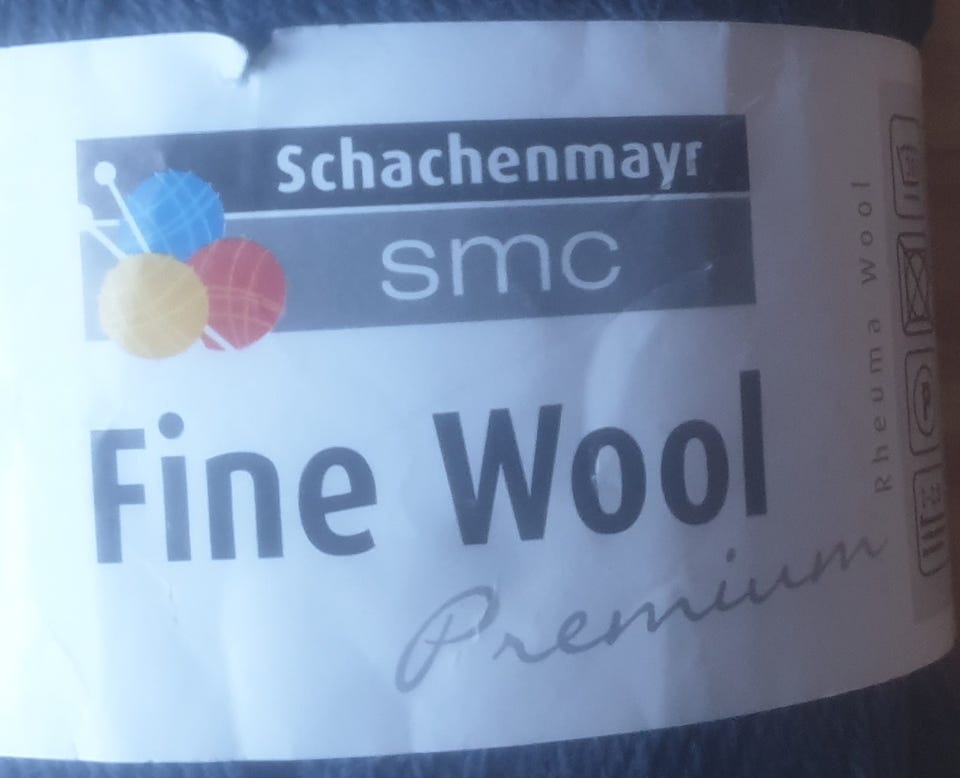 Schachenmayr
smc
Fine Wool
Premium
Rheuma Wool